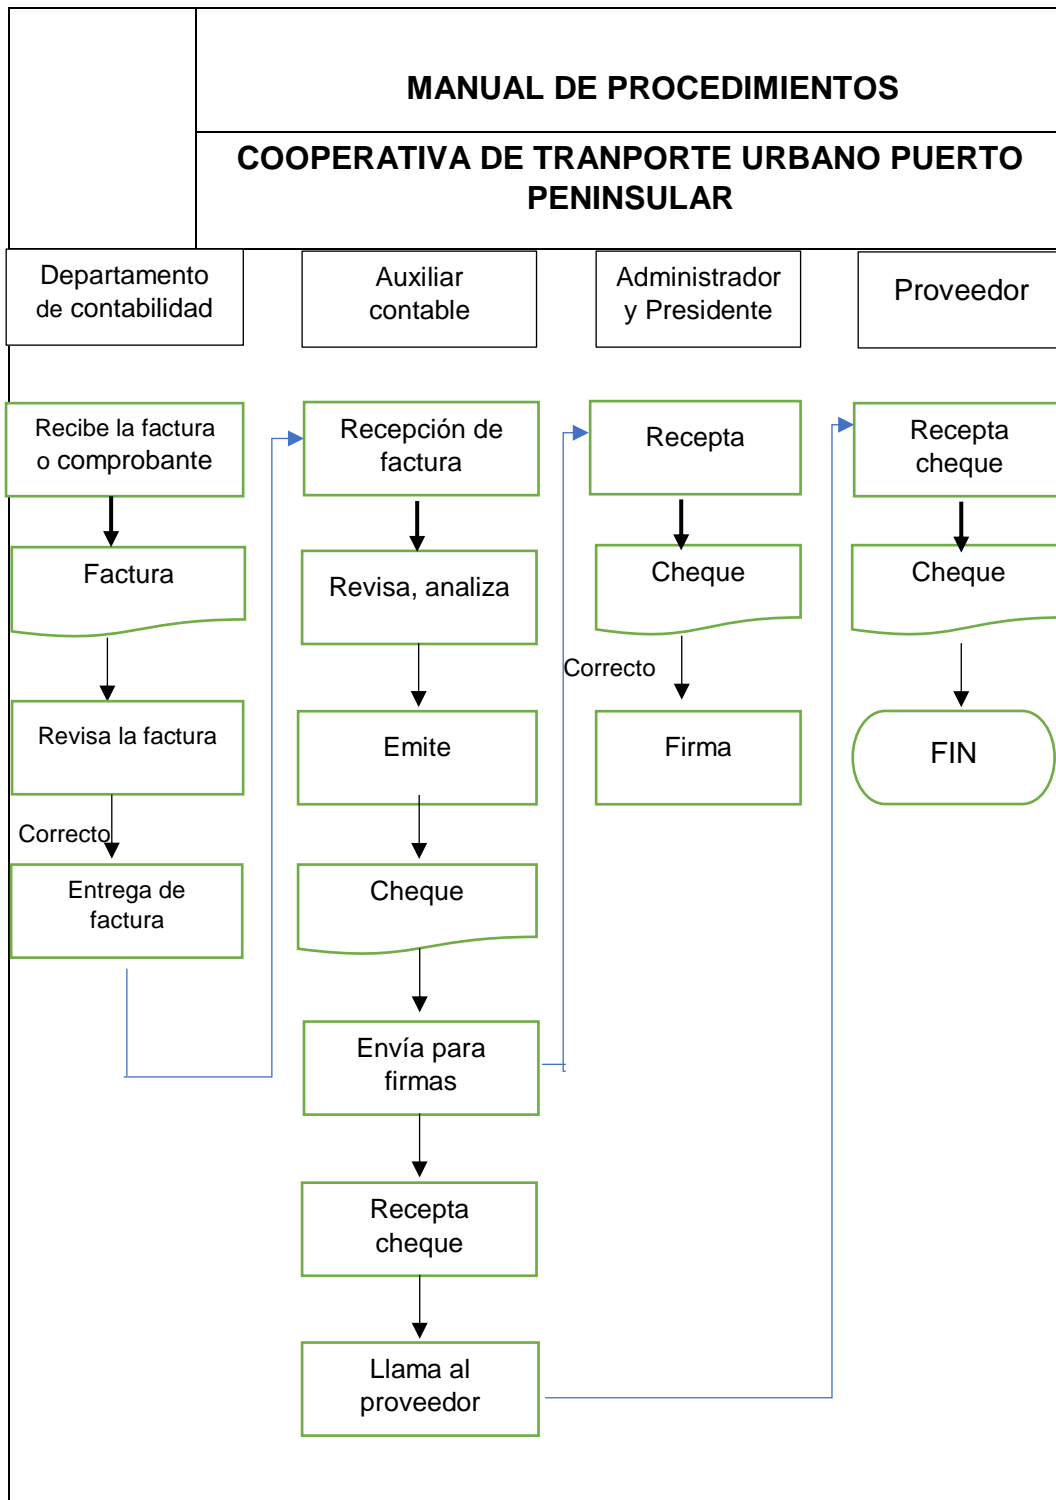 MANUAL DE PROCEDIMIENTOS
COOPERATIVA DE TRANPORTE URBANO PUERTO
PENINSULAR
Departamento
de contabilidad
Auxiliar
contable
Administrador
y Presidente
Proveedor
Recibe la factura
o comprobante
Factura
Revisa la factura
Correcto
Entrega de
factura
Recepción de
factura
Revisa, analiza
Emite
Cheque
Envía para
firmas
Recepta
cheque
Llama al
proveedor
Recepta
Cheque
Correcto
Firma
Recepta
cheque
Cheque
FIN